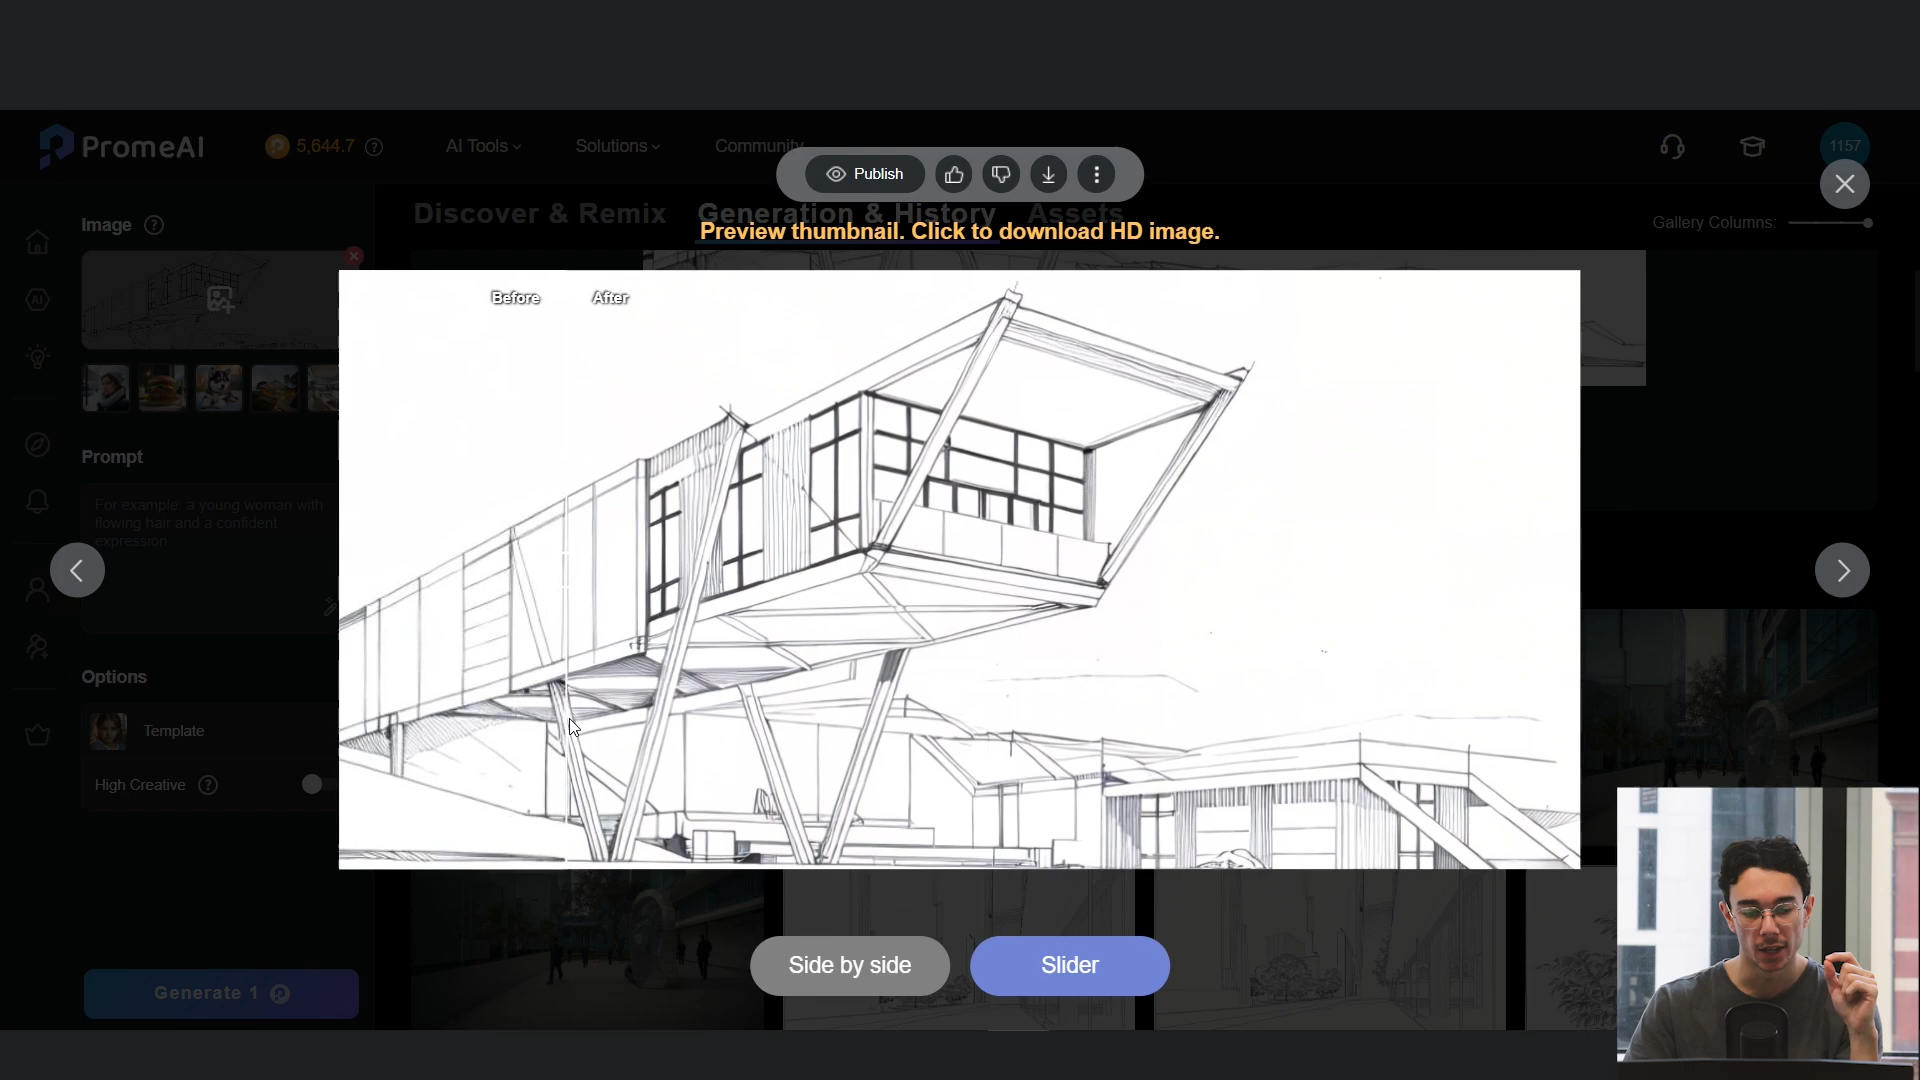 PromeAI
5,644.7
AI Tools
Solutions
Community
1157
Publish
Discover & Remix
Generation & History
Assets
Gallery Columns:
Preview thumbnail. Click to download HD image.
Image
Before
After
Prompt
For example: a young woman with
flowing hair and a confident
expression
Options
Template
High Creative
Generate 1
Side by side
Slider